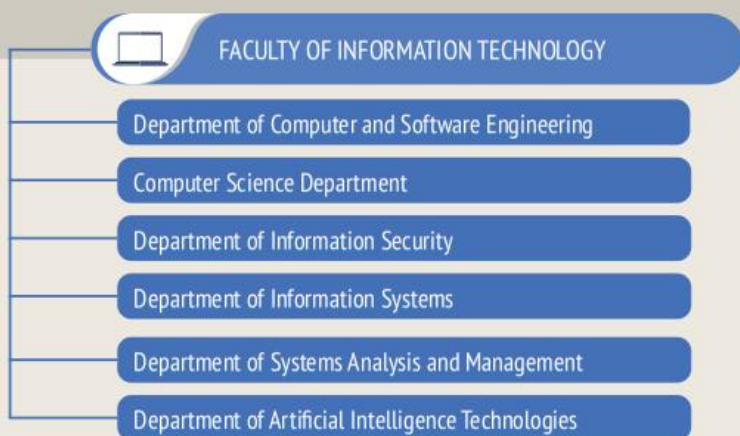 FACULTY OF INFORMATION TECHNOLOGY
Department of Computer and Software Engineering
Computer Science Department
Department of Information Security
Department of Information Systems
Department of Systems Analysis and Management
Department of Artificial Intelligence Technologies